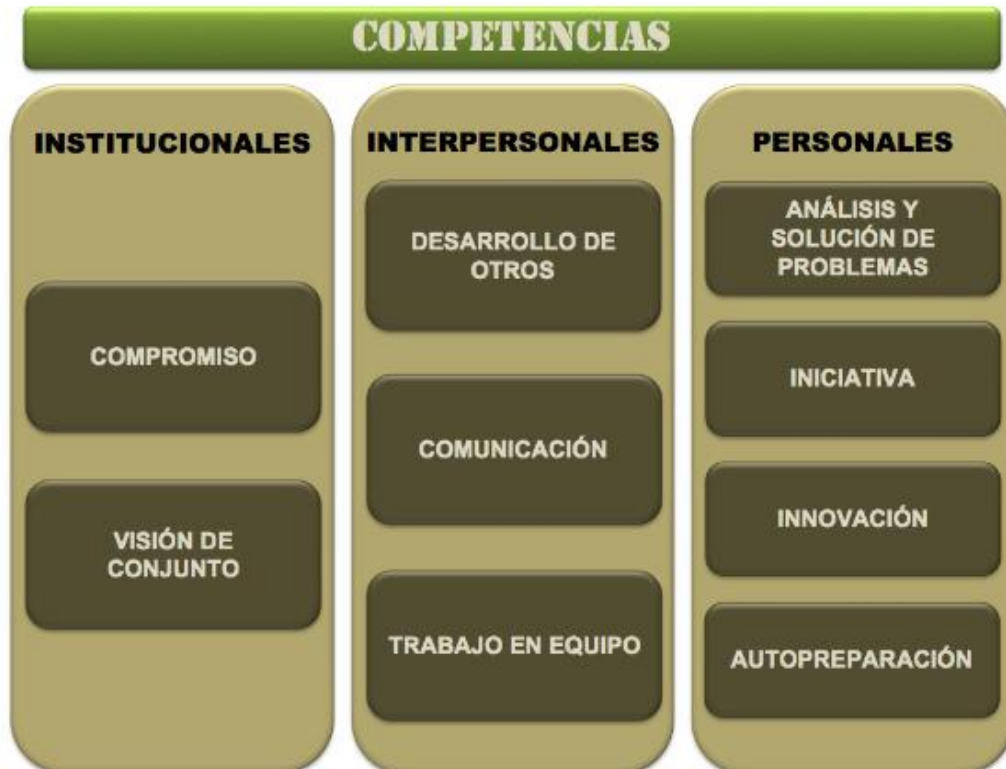 COMPETENCIAS
INSTITUCIONALES
COMPROMISO
VISIÓN DE
CONJUNTO
INTERPERSONALES
DESARROLLO DE
OTROS
COMUNICACIÓN
TRABAJO EN EQUIPO
PERSONALES
ANÁLISIS Y
SOLUCIÓN DE
PROBLEMAS
INICIATIVA
INNOVACIÓN
AUTOPREPARACIÓN